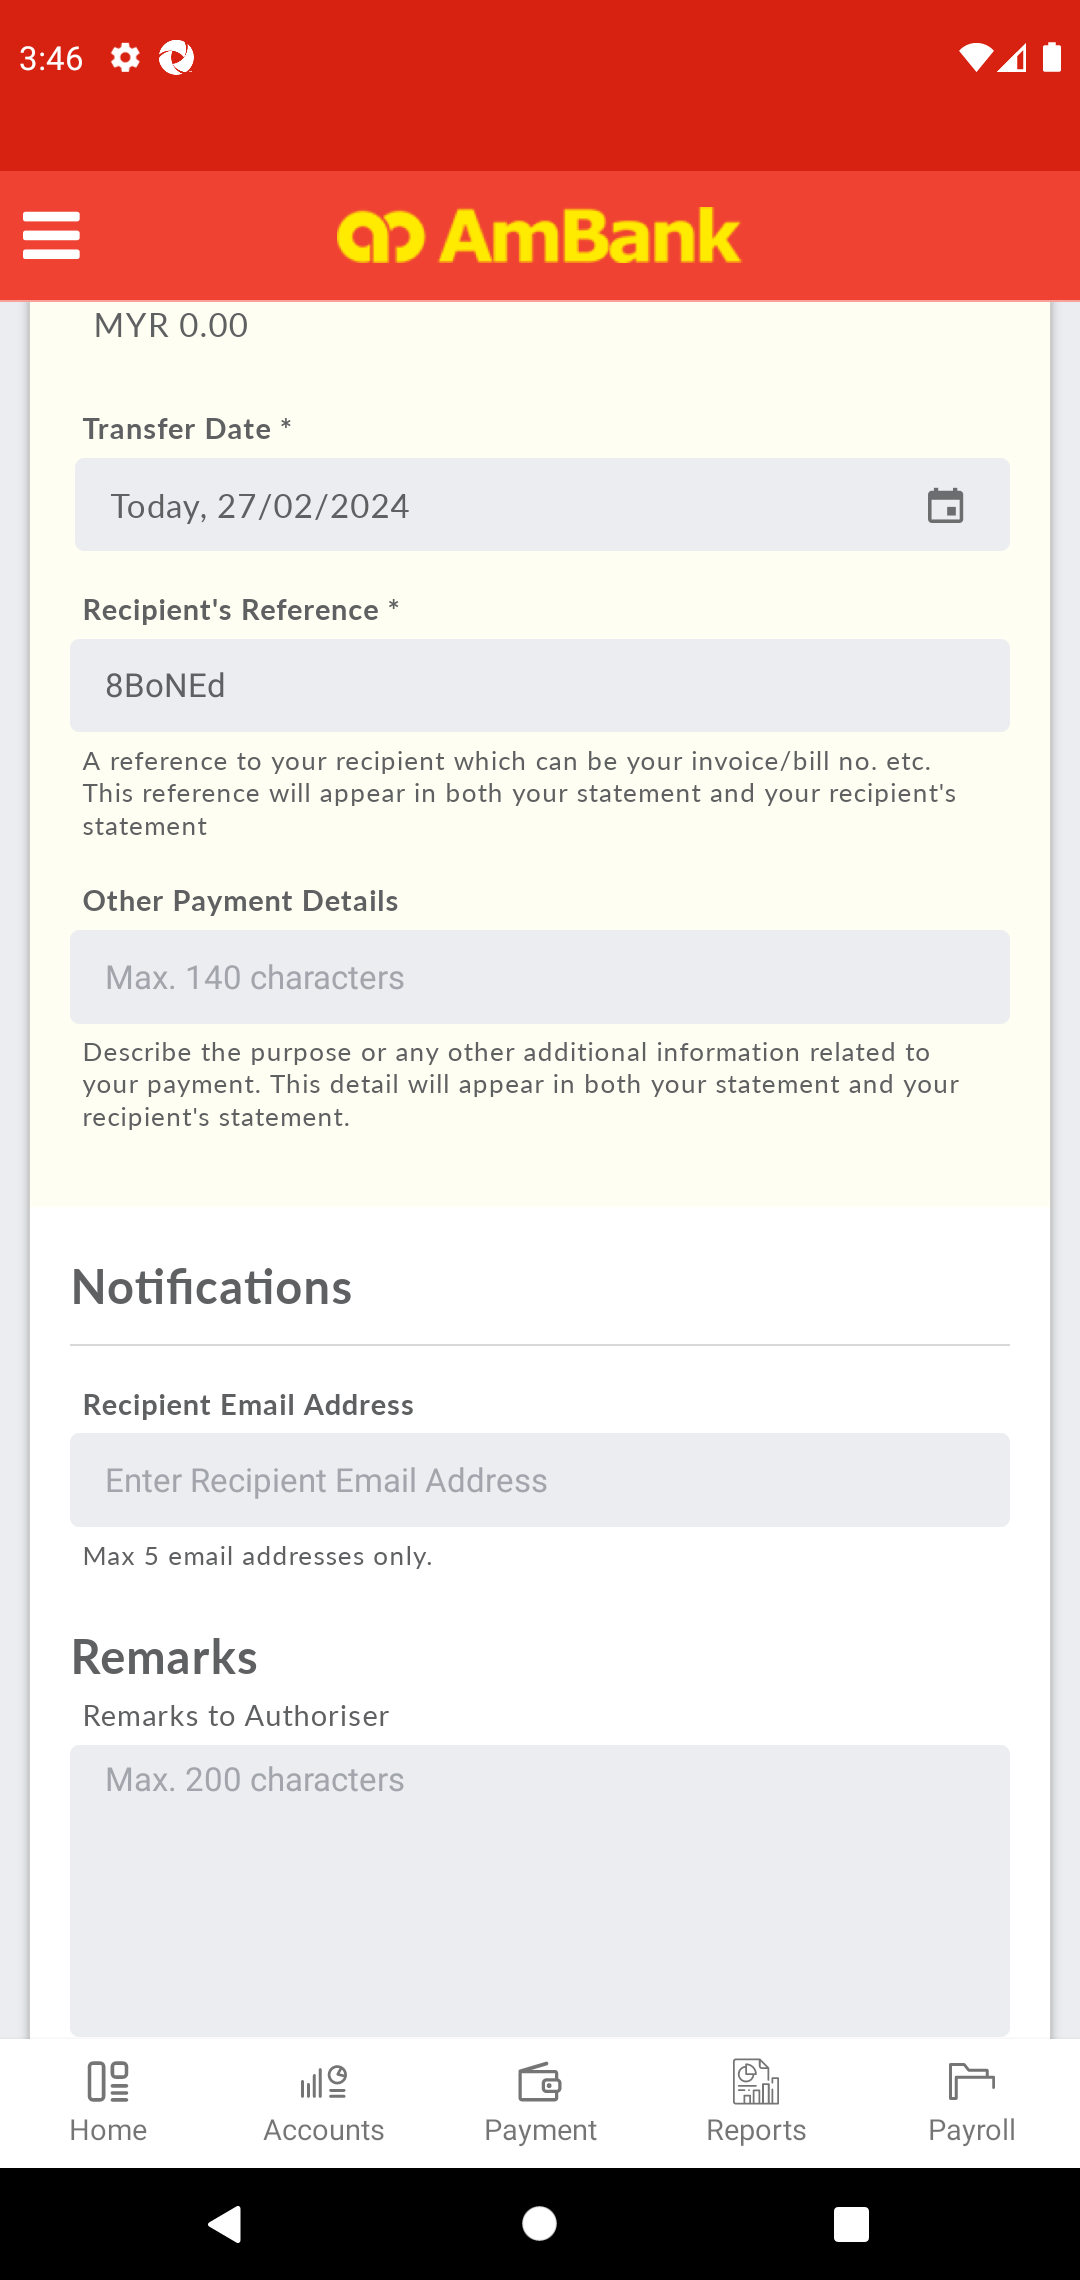 3:46
AmBank
MYR 0.00
Transfer Date *
Today, 27/02/2024
Recipient's Reference *
8BoNEd
A reference to your recipient which can be your invoice/bill no. etc.
This reference will appear in both your statement and your recipient's
statement
Other Payment Details
Max. 140 characters
Describe the purpose or any other additional information related to
your payment. This detail will appear in both your statement and your
recipient's statement.
Notifications
Recipient Email Address
Enter Recipient Email Address
Max 5 email addresses only.
Remarks
Remarks to Authoriser
Max. 200 characters
Home Accounts Payment Reports Payroll